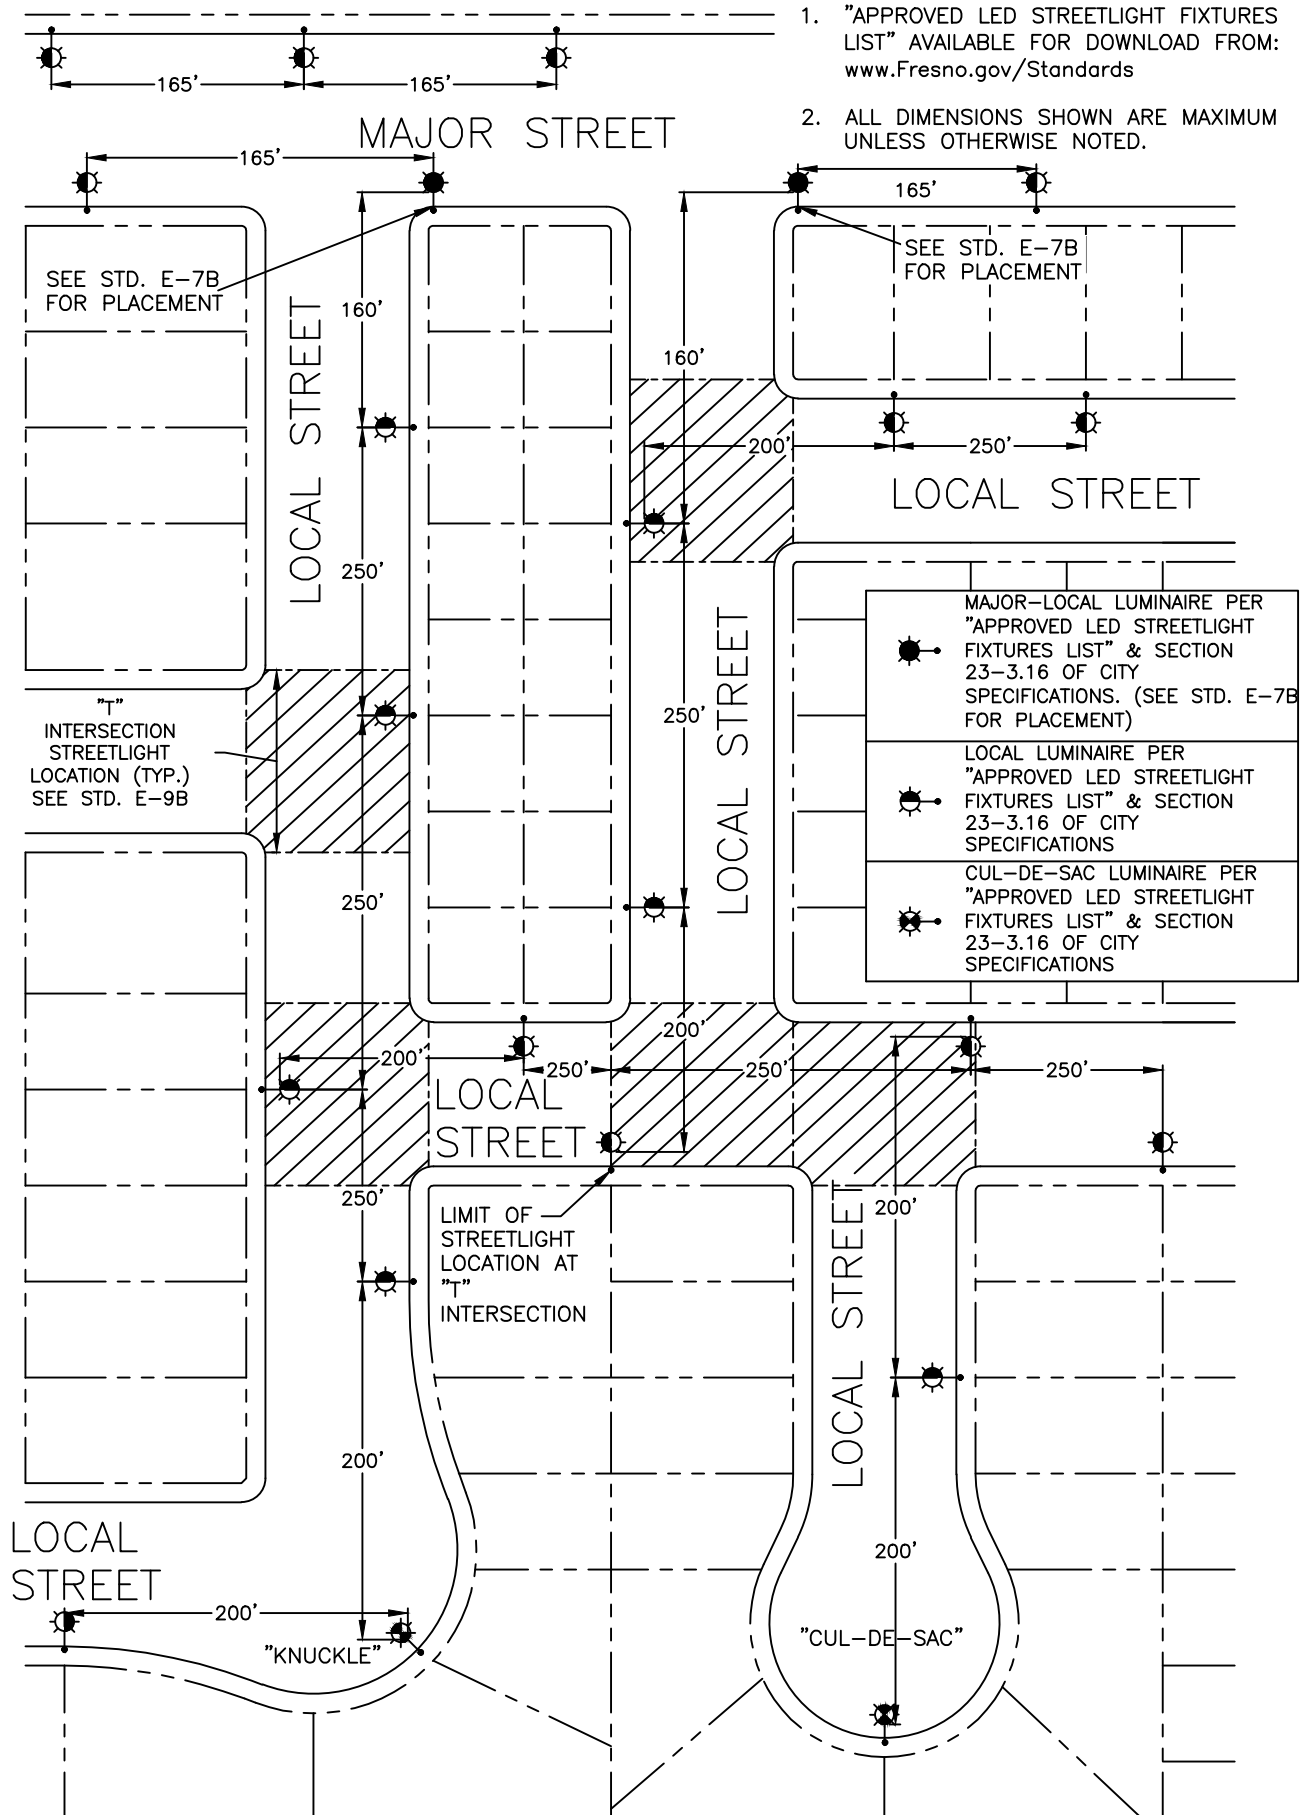 1. "APPROVED LED STREETLIGHT FIXTURES
LIST" AVAILABLE FOR DOWNLOAD FROM:
www.Fresno.gov/Standards
2. ALL DIMENSIONS SHOWN ARE MAXIMUM
UNLESS OTHERWISE NOTED.
165'
165'
MAJOR STREET
165'
165'
SEE STD. E-7B
FOR PLACEMENT
SEE STD. E-7B
FOR PLACEMENT
160'
160'
LOCAL STREET
200'
250'
LOCAL STREET
250'
MAJOR-LOCAL LUMINAIRE PER
"APPROVED LED STREETLIGHT
FIXTURES LIST" & SECTION
23-3.16 OF CITY
SPECIFICATIONS. (SEE STD. E-7B
FOR PLACEMENT)
LOCAL LUMINAIRE PER
"APPROVED LED STREETLIGHT
FIXTURES LIST" & SECTION
23-3.16 OF CITY
SPECIFICATIONS
CUL-DE-SAC LUMINAIRE PER
"APPROVED LED STREETLIGHT
FIXTURES LIST" & SECTION
23-3.16 OF CITY
SPECIFICATIONS
"T"
INTERSECTION
STREETLIGHT
LOCATION (TYP.)
SEE STD. E-9B
250'
LOCAL STREET
250'
200'
200'
250'
250'
250'
LOCAL
STREET
250'
200'
LIMIT OF
STREETLIGHT
LOCATION AT
"T"
INTERSECTION
LOCAL STREET
200'
200'
LOCAL
STREET
200'
"KNUCKLE"
"CUL-DE-SAC"